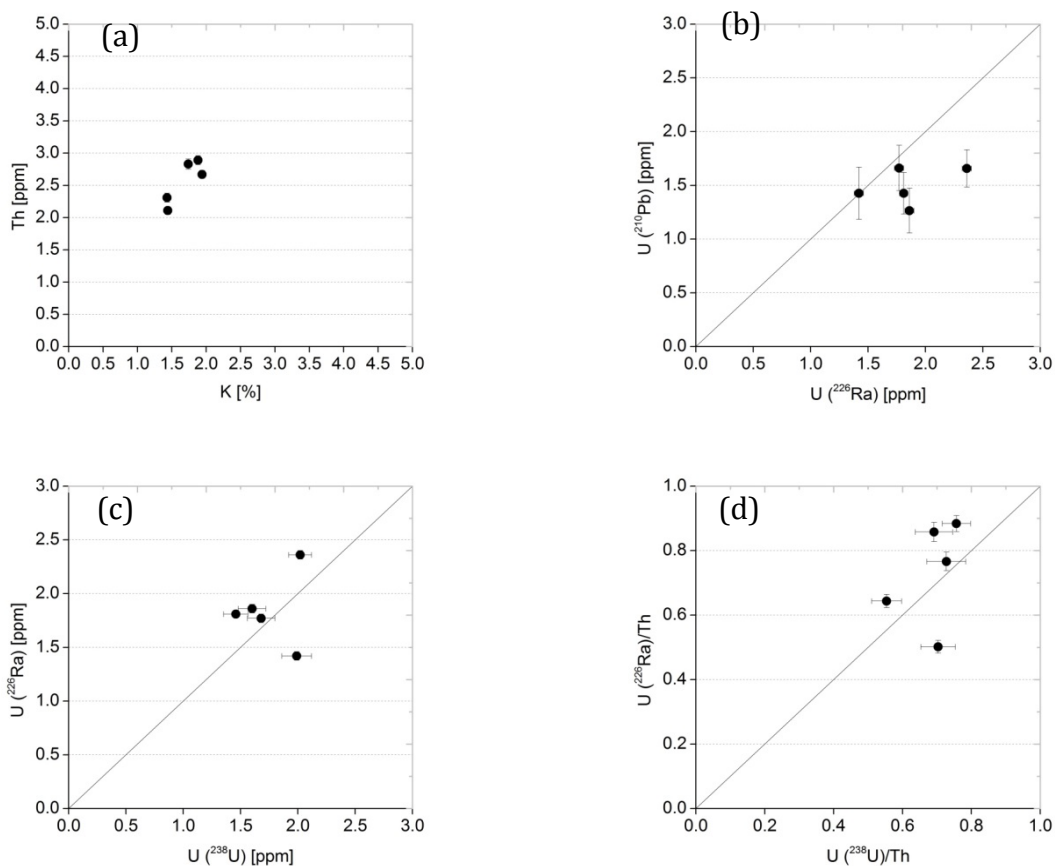 (a)
5.0
4.5
4.0
3.5
3.0
2.5
2.0
1.5
1.0
0.5
0.0
Th [ppm]
0.0 0.5 1.0 1.5 2.0 2.5 3.0 3.5 4.0 4.5 5.0
K [%]
(b)
3.0
2.5
2.0
1.5
1.0
0.5
0.0
U (²¹⁰Pb) [ppm]
0.0 0.5 1.0 1.5 2.0 2.5 3.0
U (²²⁶Ra) [ppm]
(c)
3.0
2.5
2.0
1.5
1.0
0.5
0.0
U (²²⁶Ra) [ppm]
0.0 0.5 1.0 1.5 2.0 2.5 3.0
U (²³⁸U) [ppm]
(d)
1.0
0.8
0.6
0.4
0.2
0.0
U (²²⁶Ra)/Th
0.0 0.2 0.4 0.6 0.8 1.0
U (²³⁸U)/Th